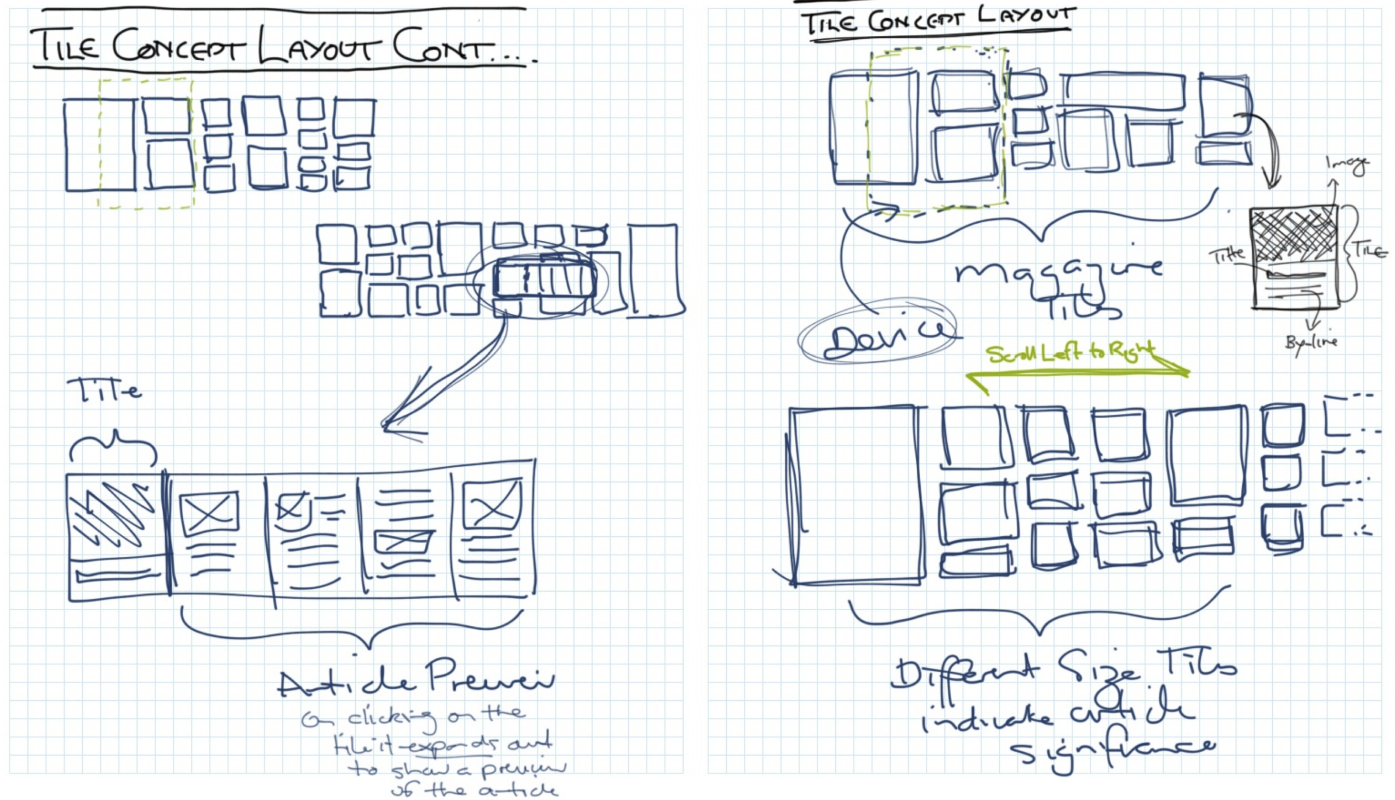 TILE CONCEPT LAYOUT CONT....
Tile
Article Preview
On clicking on the
tile it expands out
to show a preview
of the article
TILE CONCEPT LAYOUT
Image
Title
TILE
By-line
Magazine
Tiles
Device
Scroll Left to Right
Different Size Tiles
indicate article
significance